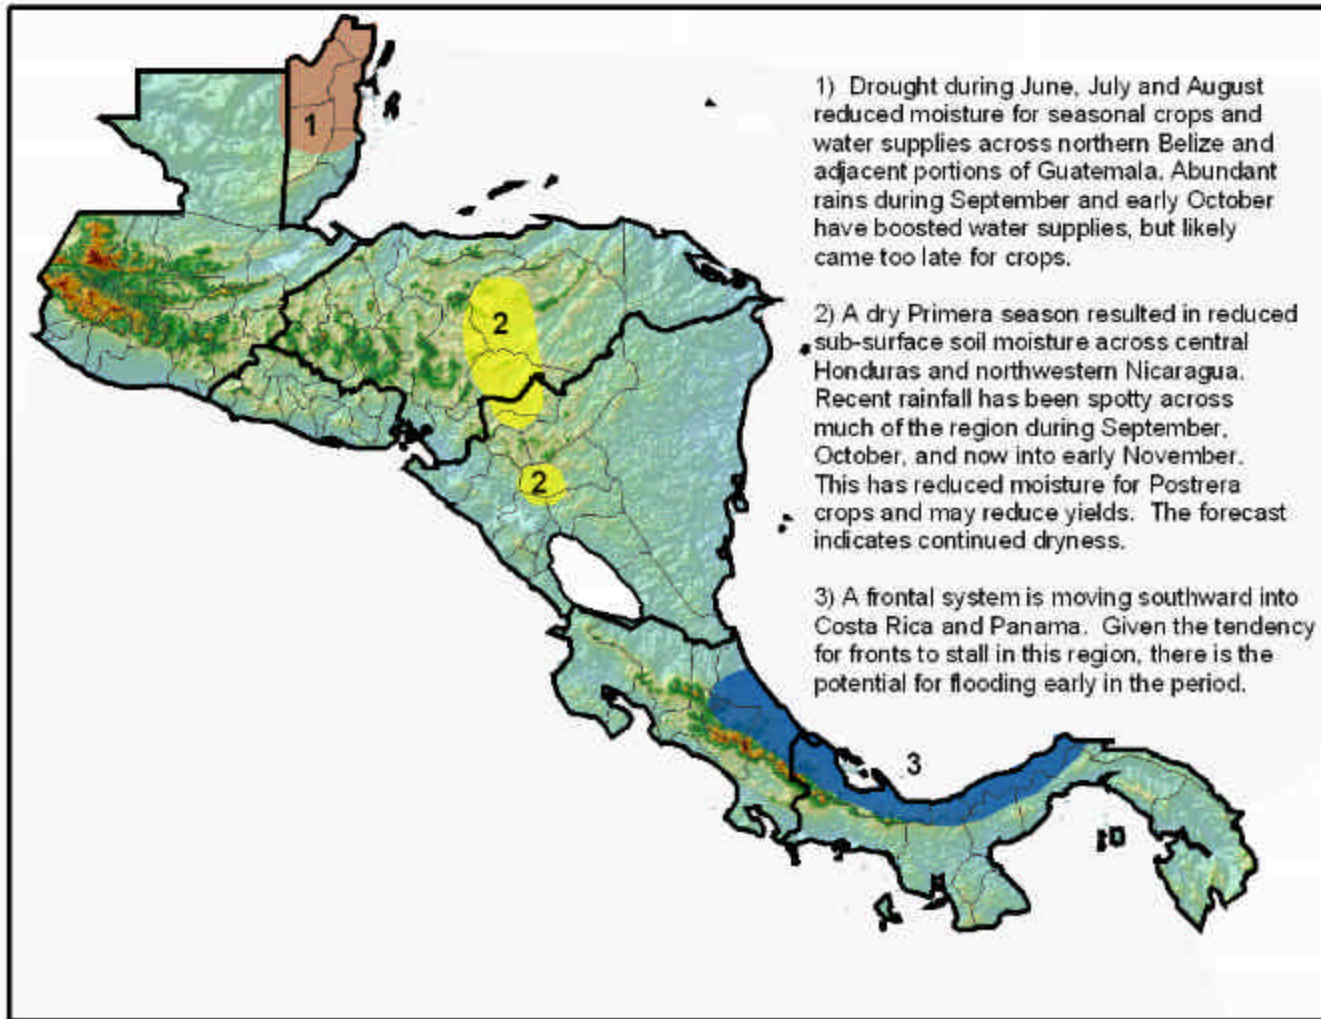 1) Drought during June, July and August
reduced moisture for seasonal crops and
water supplies across northern Belize and
adjacent portions of Guatemala. Abundant
rains during September and early October
have boosted water supplies, but likely
came too late for crops.
2) A dry Primera season resulted in reduced
sub-surface soil moisture across central
Honduras and northwestern Nicaragua.
Recent rainfall has been spotty across
much of the region during September,
October, and now into early November.
This has reduced moisture for Postrera
crops and may reduce yields. The forecast
indicates continued dryness.
3) A frontal system is moving southward into
Costa Rica and Panama. Given the tendency
for fronts to stall in this region, there is the
potential for flooding early in the period.
1
2
2
3